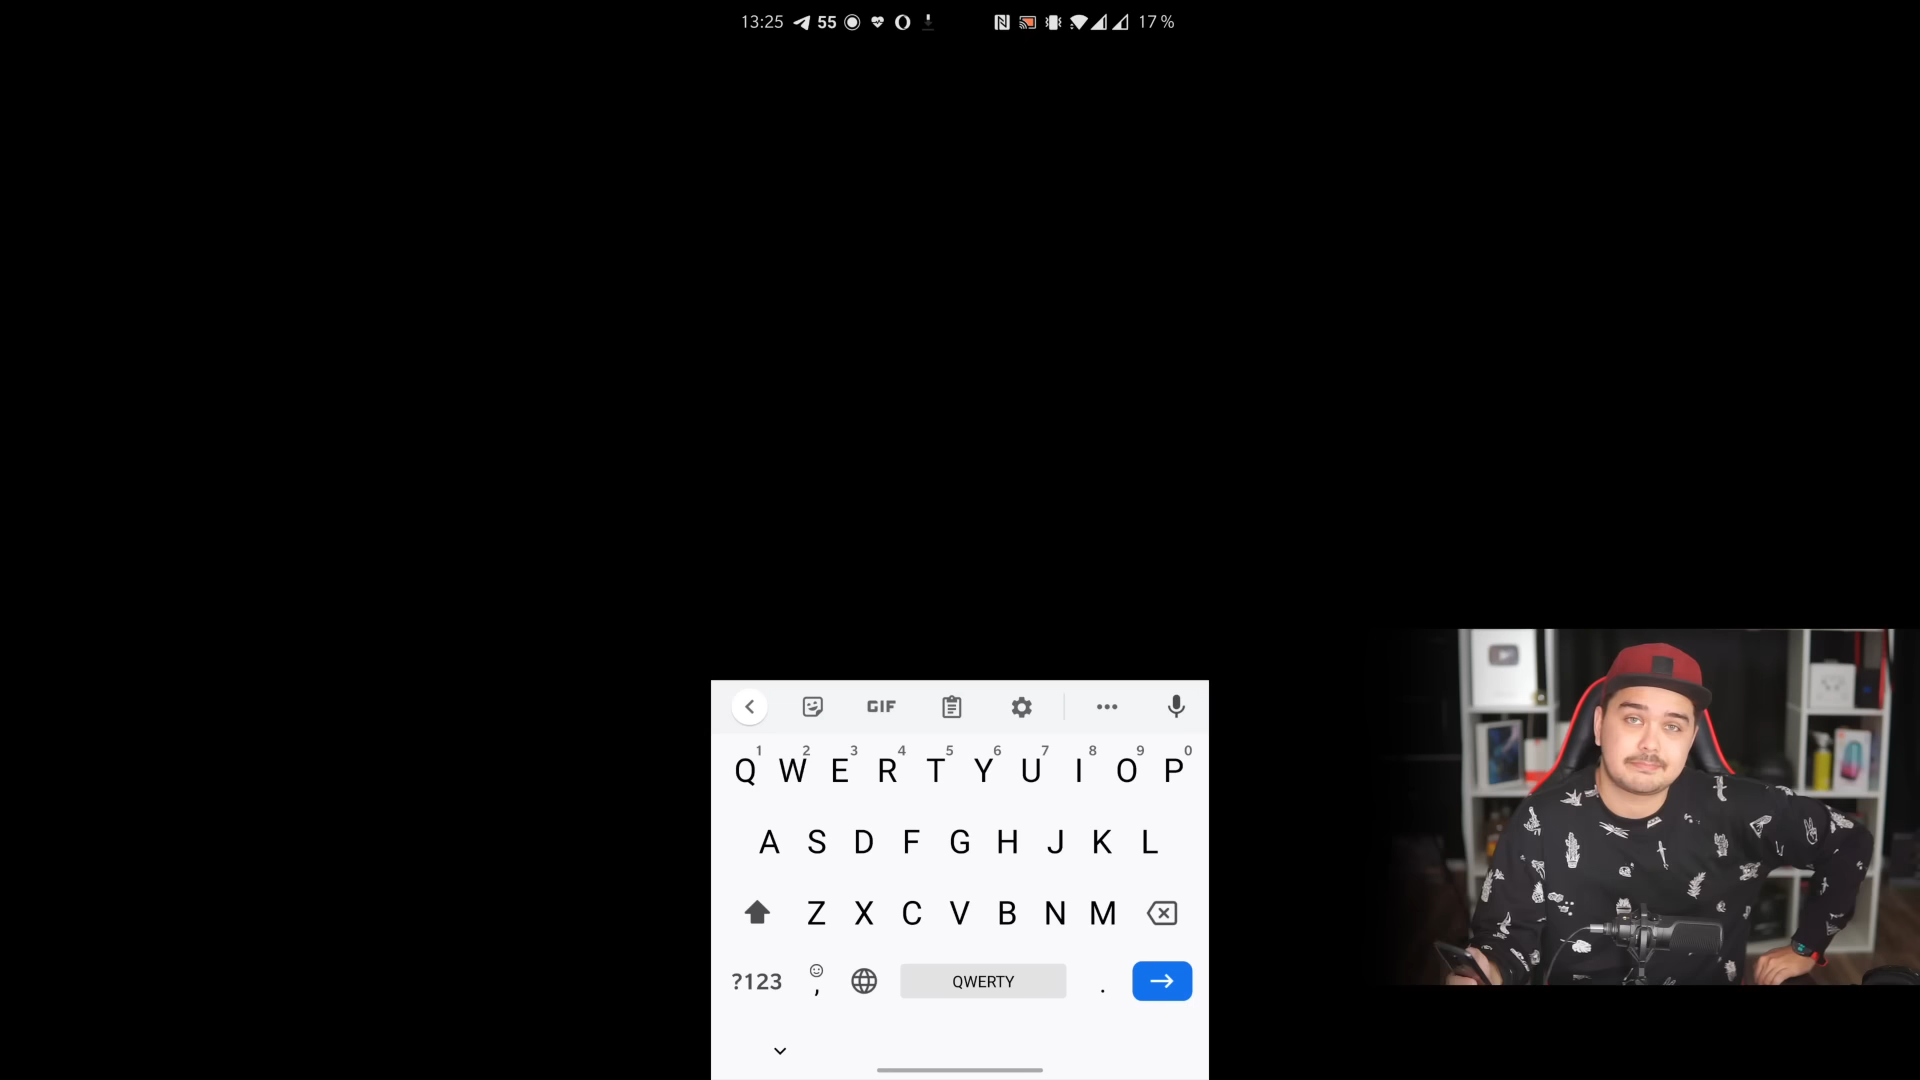 13:25 55 17 %
GIF
1 2 3 4 5 6 7 8 9 0
Q W E R T Y U I O P
A S D F G H J K L
Z X C V B N M
?123 , QWERTY .